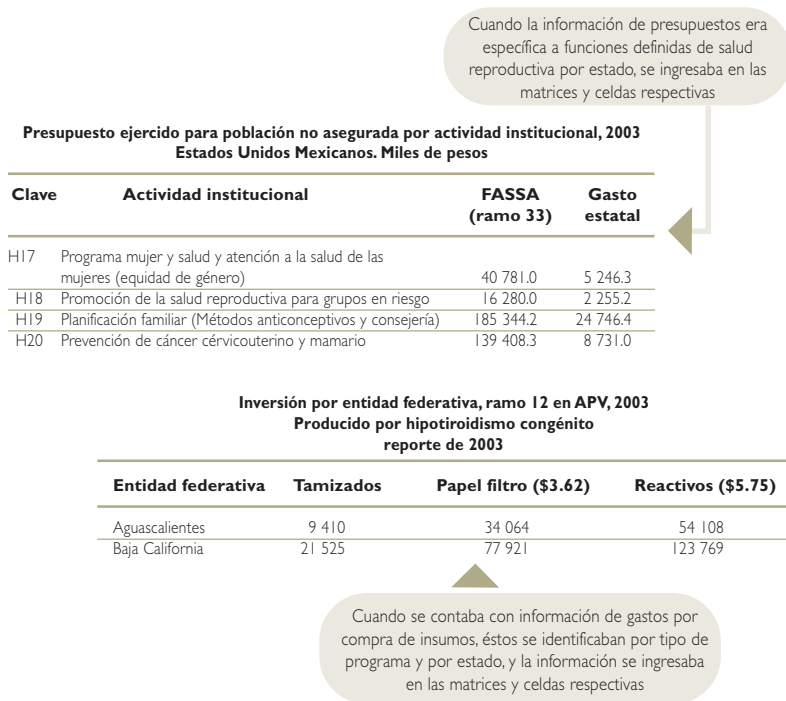 Cuando la información de presupuestos era
específica a funciones definidas de salud
reproductiva por estado, se ingresaba en las
matrices y celdas respectivas
Presupuesto ejercido para población no asegurada por actividad institucional, 2003
Estados Unidos Mexicanos. Miles de pesos
Clave Actividad institucional FASSA Gasto
(ramo 33) estatal
H17 Programa mujer y salud y atención a la salud de las
mujeres (equidad de género) 40 781.0 5 246.3
H18 Promoción de la salud reproductiva para grupos en riesgo 16 280.0 2 255.2
H19 Planificación familiar (Métodos anticonceptivos y consejería) 185 344.2 24 746.4
H20 Prevención de cáncer cérvicouterino y mamario 139 408.3 8 731.0
Inversión por entidad federativa, ramo 12 en APV, 2003
Producido por hipotiroidismo congénito
reporte de 2003
Entidad federativa Tamizados Papel filtro ($3.62) Reactivos ($5.75)
Aguascalientes 9 410 34 064 54 108
Baja California 21 525 77 921 123 769
Cuando se contaba con información de gastos por
compra de insumos, éstos se identificaban por tipo de
programa y por estado, y la información se ingresaba
en las matrices y celdas respectivas